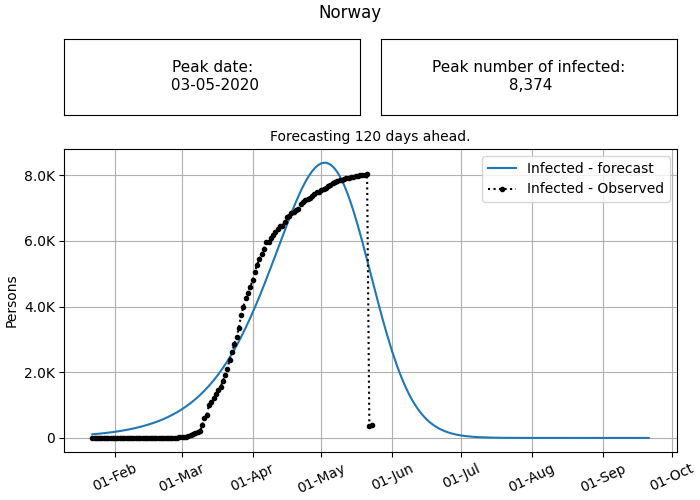 Norway
Peak date:
03-05-2020
Peak number of infected:
8,374
Forecasting 120 days ahead.
Infected - forecast
Infected - Observed
8.0K
6.0K
4.0K
2.0K
0
Persons
01-Feb
01-Mar
01-Apr
01-May
01-Jun
01-Jul
01-Aug
01-Sep
01-Oct